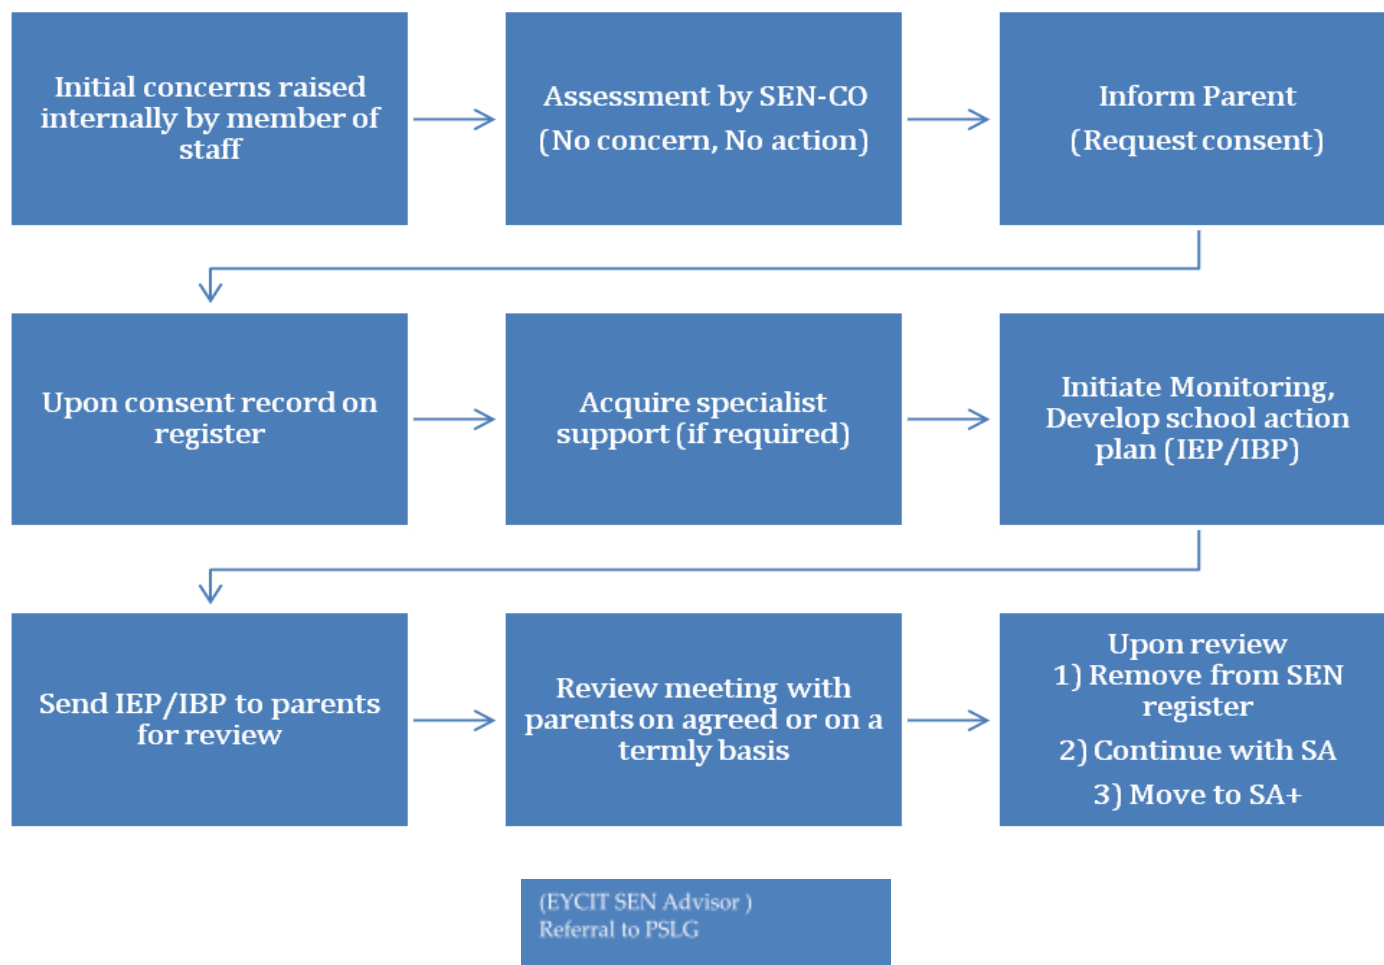 Initial concerns raised
internally by member of
staff
Assessment by SEN-CO
(No concern, No action)
Inform Parent
(Request consent)
Upon consent record on
register
Acquire specialist
support (if required)
Initiate Monitoring,
Develop school action
plan (IEP/IBP)
Send IEP/IBP to parents
for review
Review meeting with
parents on agreed or on a
termly basis
Upon review
1) Remove from SEN
register
2) Continue with SA
3) Move to SA+
(EYCIT SEN Advisor )
Referral to PSLG